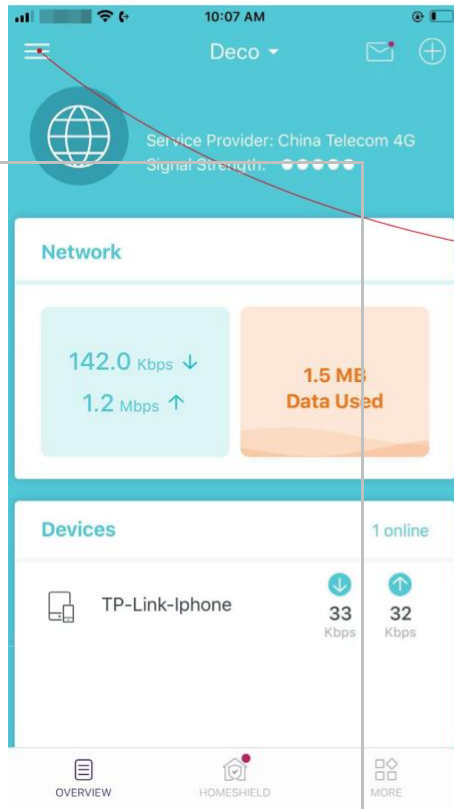 10:07 AM
Deco
Service Provider: China Telecom 4G
Signal Strength:
Network
142.0 Kbps ↓
1.2 Mbps ↑
1.5 MB
Data Used
Devices
1 online
TP-Link-Iphone
33
Kbps
32
Kbps
OVERVIEW
HOMESHIELD
MORE